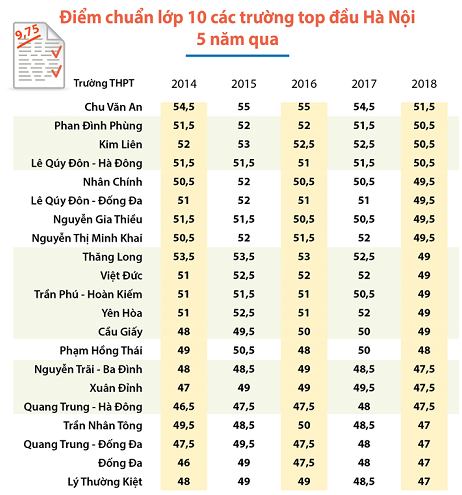 9,75
Điểm chuẩn lớp 10 các trường top đầu Hà Nội
5 năm qua
Trường THPT 2014 2015 2016 2017 2018
Chu Văn An 54,5 55 55 54,5 51,5
Phan Đình Phùng 51,5 52 52 51,5 50,5
Kim Liên 52 53 52,5 52,5 50,5
Lê Qúy Đôn - Hà Đông 51,5 51,5 51 51,5 50,5
Nhân Chính 50,5 52 50,5 50,5 49,5
Lê Qúy Đôn - Đống Đa 51 52 51 51 49,5
Nguyễn Gia Thiều 51,5 51,5 50,5 50,5 49,5
Nguyễn Thị Minh Khai 50,5 52 51,5 52 49,5
Thăng Long 53,5 53,5 53 52,5 49
Việt Đức 51 52,5 52 52 49
Trần Phú - Hoàn Kiếm 51 51,5 51 50,5 49
Yên Hòa 51 52,5 51 52 49
Cầu Giấy 48 49,5 50 50 49
Phạm Hồng Thái 49 50,5 48 50 48
Nguyễn Trãi - Ba Đình 48 48,5 49 48,5 47,5
Xuân Đỉnh 47 49 49 49,5 47,5
Quang Trung - Hà Đông 46,5 47,5 47,5 48 47,5
Trần Nhân Tông 49,5 48,5 50 48,5 47
Quang Trung - Đống Đa 47,5 49,5 47,5 48 47
Đống Đa 46 49 47,5 48 47
Lý Thường Kiệt 48 49 49 48,5 47